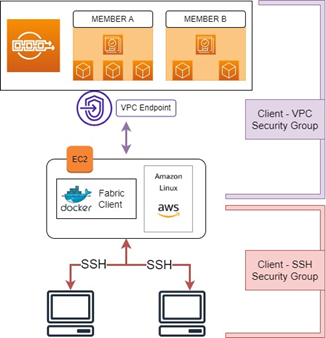 MEMBER A
MEMBER B
VPC Endpoint
Client - VPC
Security Group
EC2
Fabric
Client
docker
Amazon
Linux
aws
SSH
SSH
Client - SSH
Security Group